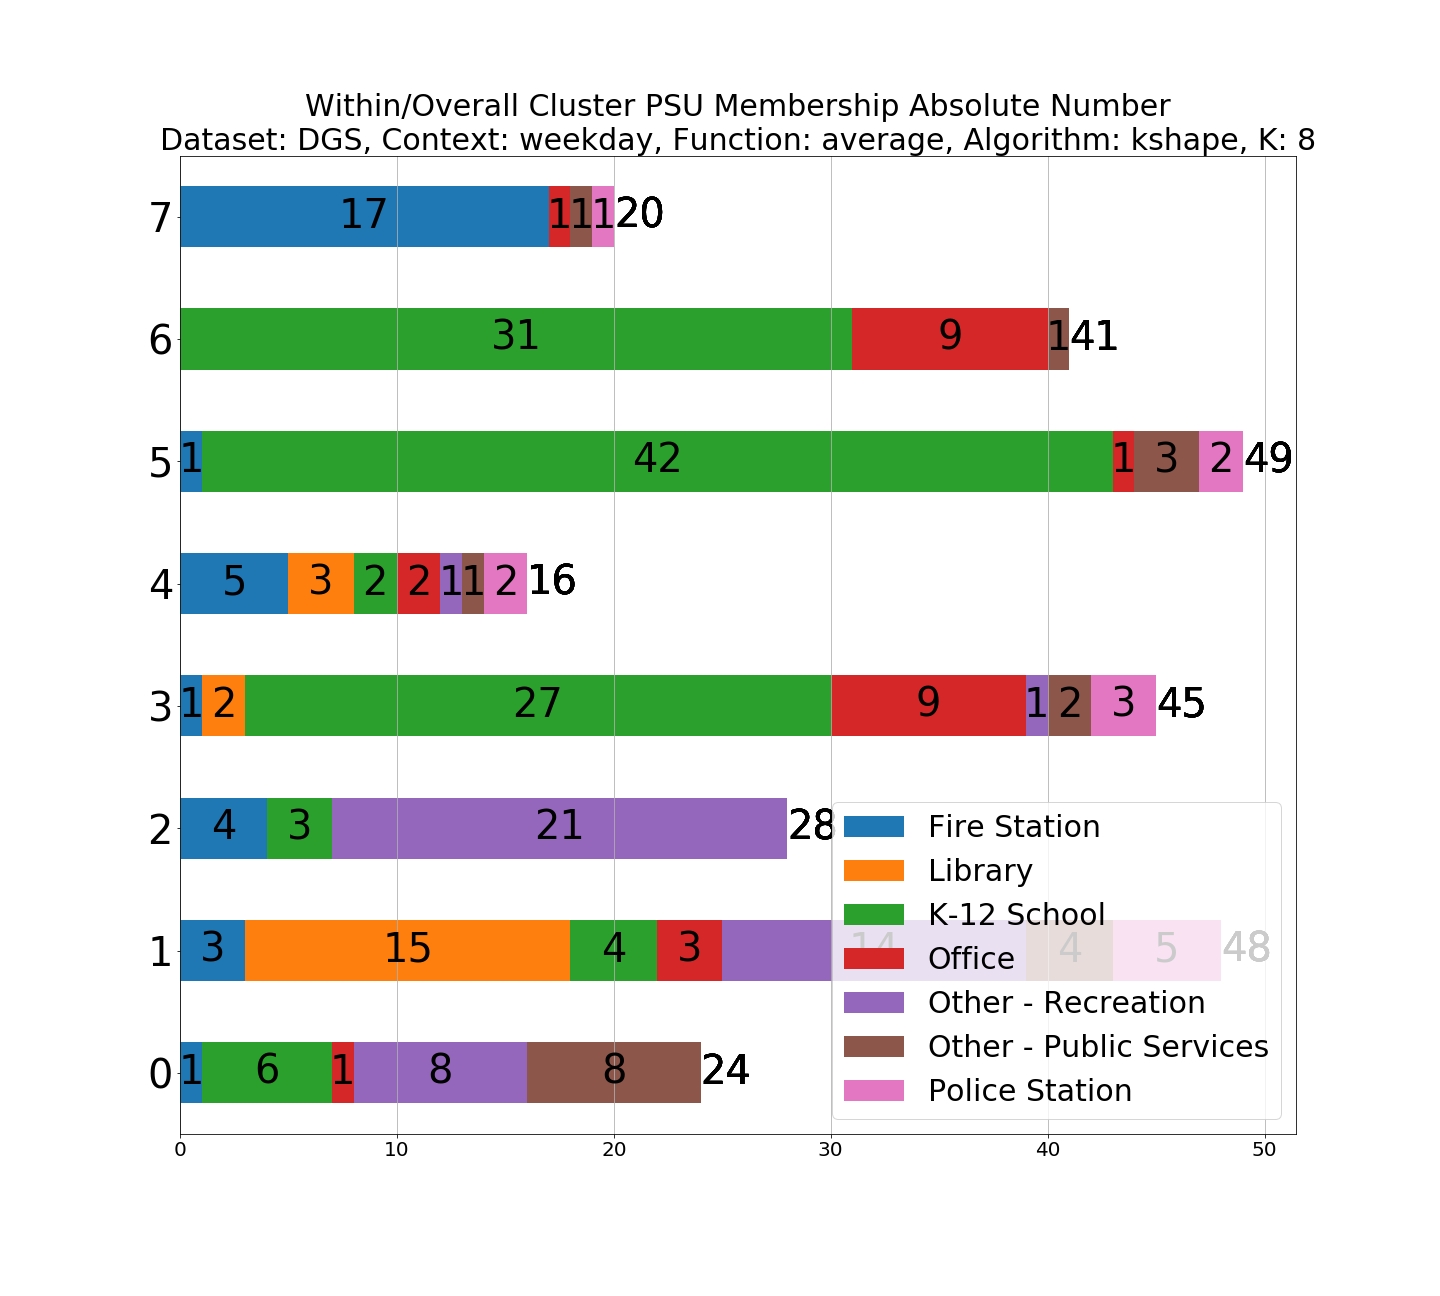 Within/Overall Cluster PSU Membership Absolute Number
Dataset: DGS, Context: weekday, Function: average, Algorithm: kshape, K: 8
7 17 1 1 1 20
6 31 9 1 41
5 1 42 1 3 2 49
4 5 3 2 2 1 1 2 16
3 1 2 27 9 1 2 3 45
2 4 3 21 28
1 3 15 4 3 14 4 5 48
0 1 6 1 8 8 24
Fire Station
Library
K-12 School
Office
Other - Recreation
Other - Public Services
Police Station
0 10 20 30 40 50